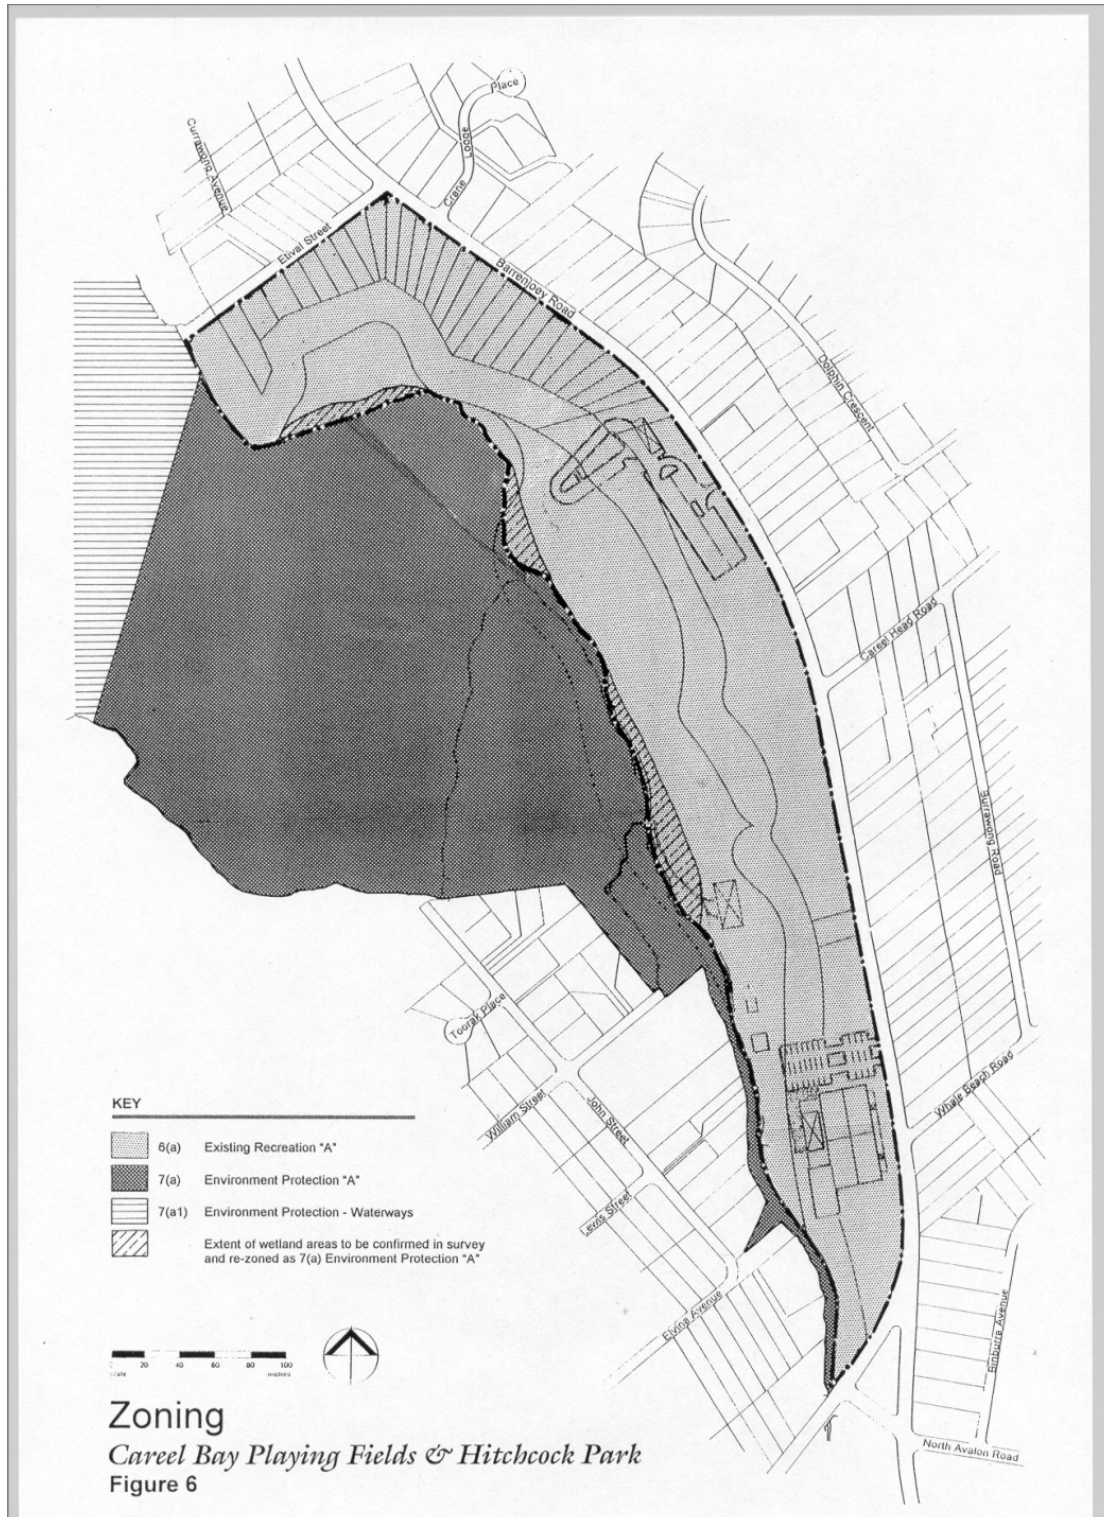 Place
Lodge
Crane
Currawong Avenue
Etival Street
Barrenjoey Road
Dolphin Crescent
Careel Head Road
Burrawong Road
Whale Beach Road
Toorak Place
William Street
John Street
Lewis Street
Elvina Avenue
Binburra Avenue
North Avalon Road
KEY
6(a) Existing Recreation "A"
7(a) Environment Protection "A"
7(a1) Environment Protection - Waterways
Extent of wetland areas to be confirmed in survey
and re-zoned as 7(a) Environment Protection "A"
20 40 60 80 100
scale metres
Zoning
Careel Bay Playing Fields & Hitchcock Park
Figure 6